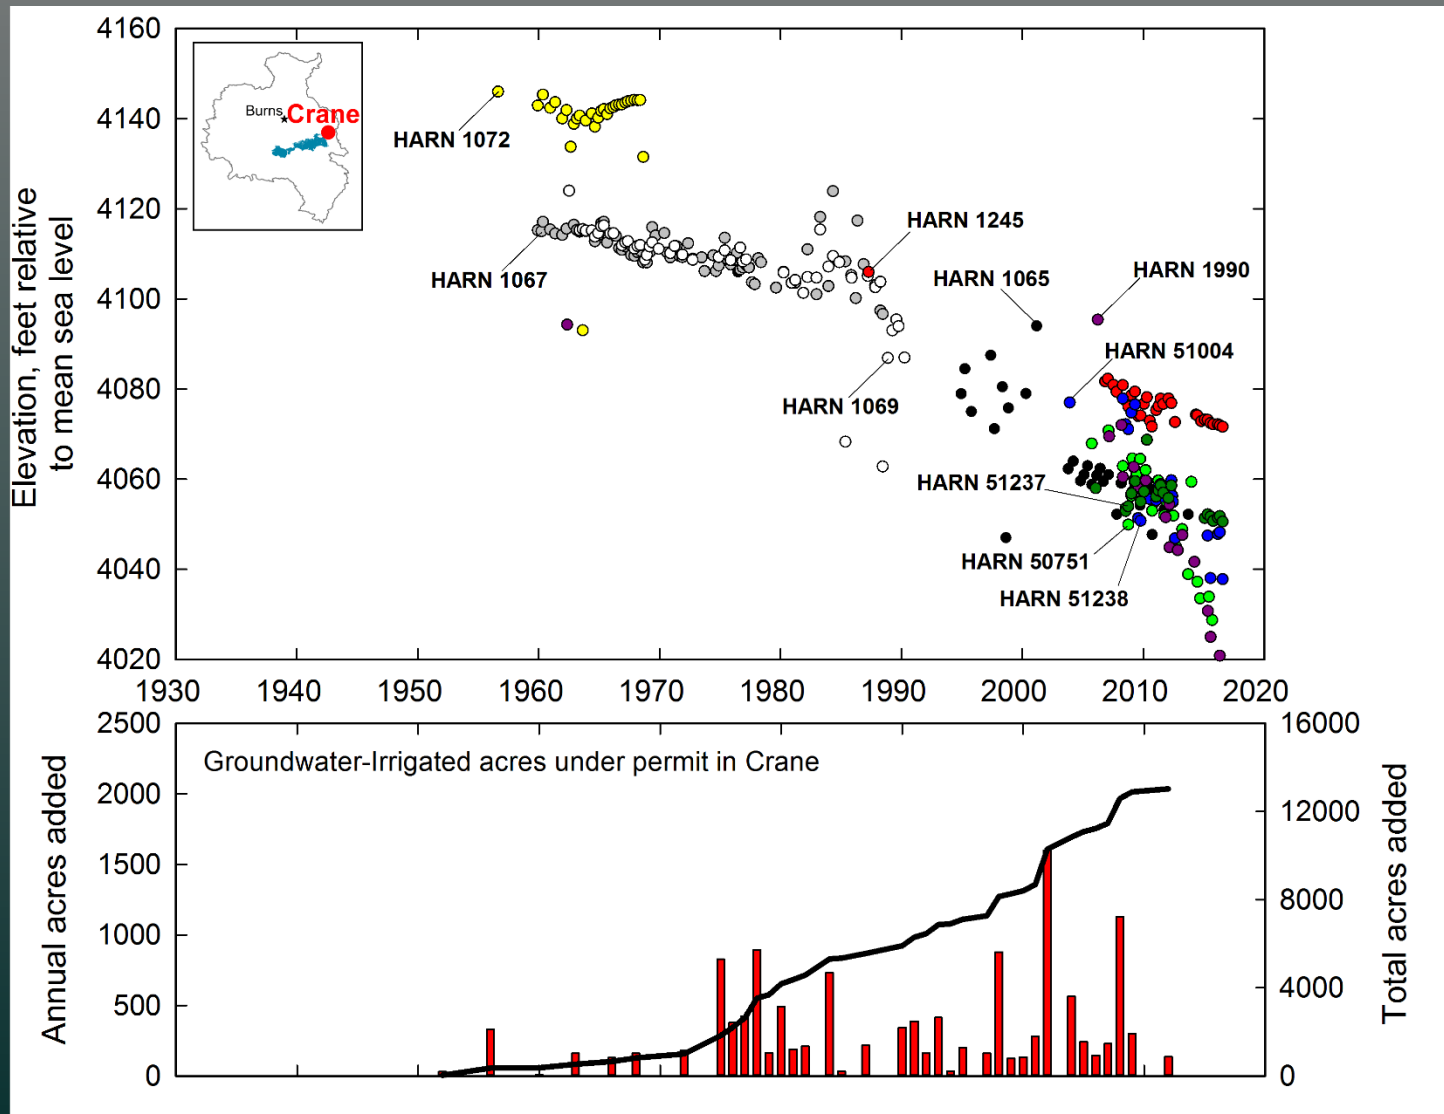 4160
4140
4120
4100
4080
4060
4040
4020
Elevation, feet relative
to mean sea level
Burns
Crane
HARN 1072
HARN 1067
HARN 1245
HARN 1065
HARN 1990
HARN 51004
HARN 1069
HARN 51237
HARN 50751
HARN 51238
1930 1940 1950 1960 1970 1980 1990 2000 2010 2020
Groundwater-Irrigated acres under permit in Crane
2500
2000
1500
1000
500
0
Annual acres added
16000
12000
8000
4000
0
Total acres added